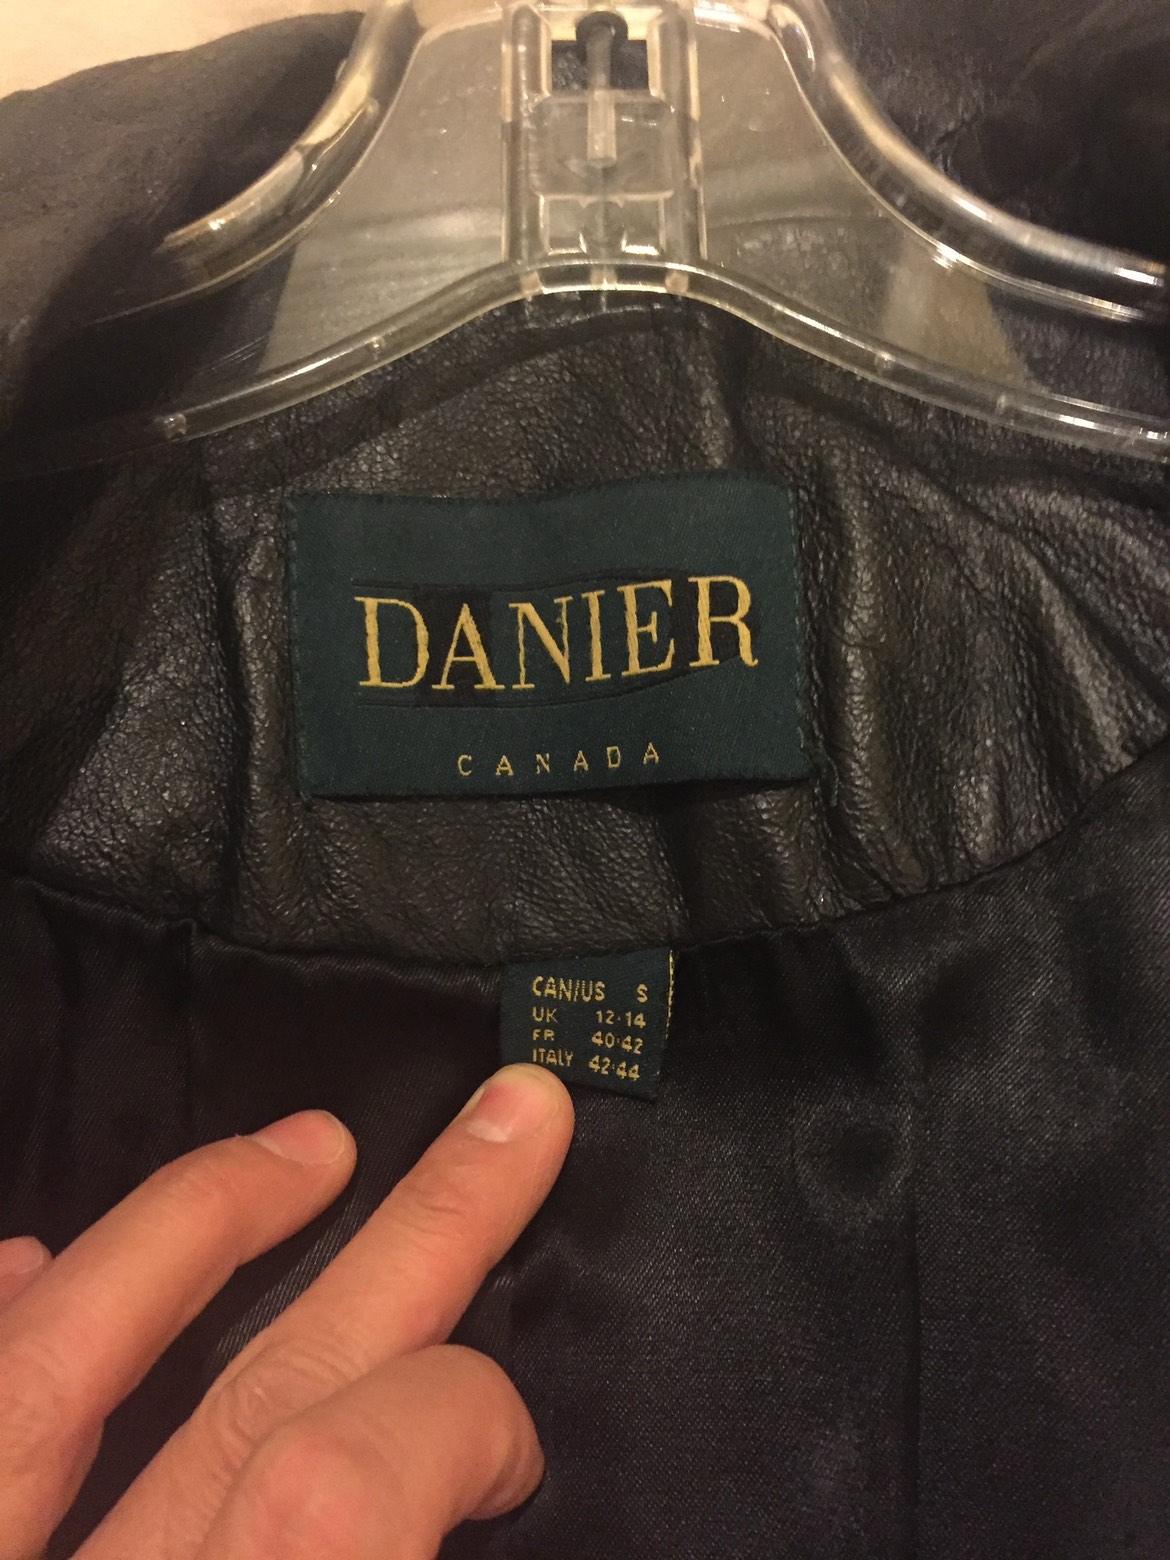 DANIER
CANADA
CAN/US S
UK 12·14
FR 40·42
ITALY 42·44